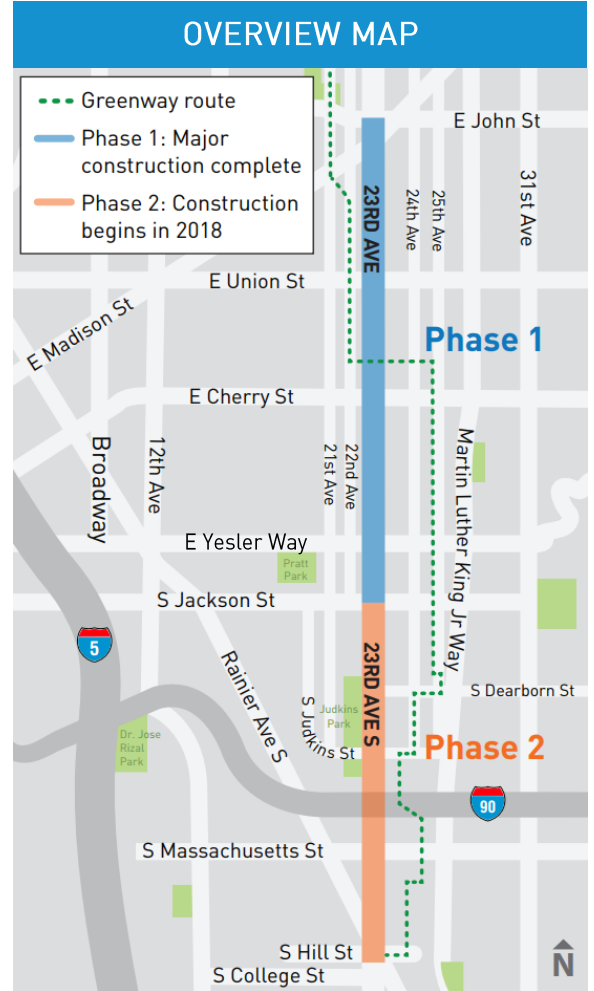 OVERVIEW MAP
Greenway route
Phase 1: Major
construction complete
Phase 2: Construction
begins in 2018
E John St
23RD AVE
24th Ave
25th Ave
31st Ave
E Union St
E Madison St
Phase 1
E Cherry St
Broadway
12th Ave
21st Ave
22nd Ave
Martin Luther King Jr Way
E Yesler Way
Pratt
Park
S Jackson St
5
Rainier Ave S
23RD AVE S
S Judkins St
Judkins
Park
S Dearborn St
Dr. Jose
Rizal
Park
Phase 2
90
S Massachusetts St
S Hill St
S College St
N